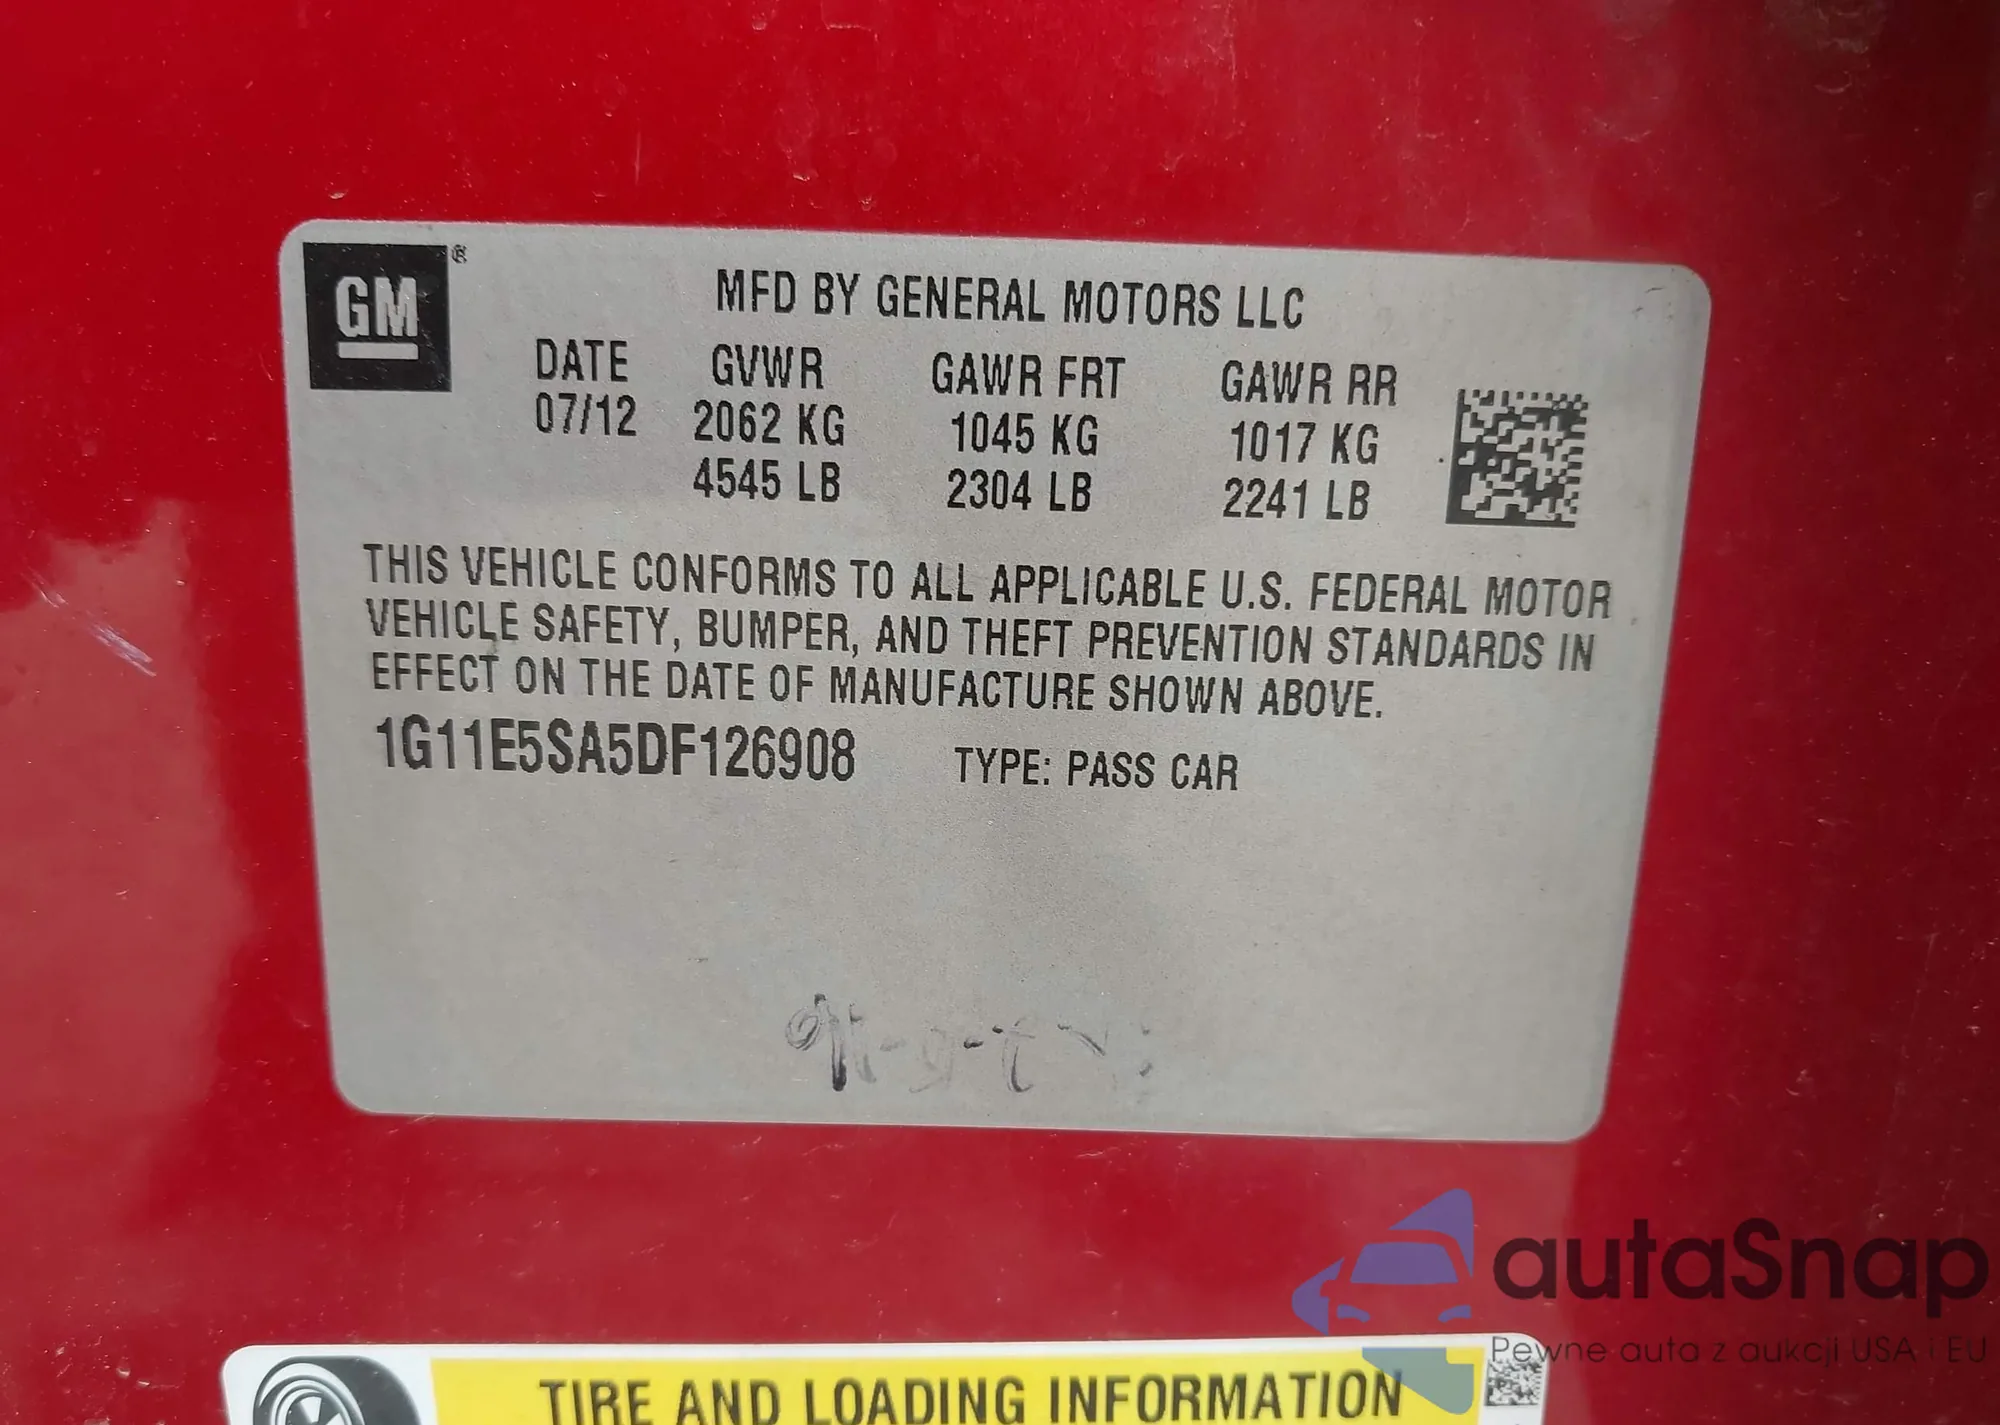 GM®
MFD BY GENERAL MOTORS LLC
DATE GVWR GAWR FRT GAWR RR
07/12 2062 KG 1045 KG 1017 KG
4545 LB 2304 LB 2241 LB
THIS VEHICLE CONFORMS TO ALL APPLICABLE U.S. FEDERAL MOTOR
VEHICLE SAFETY, BUMPER, AND THEFT PREVENTION STANDARDS IN
EFFECT ON THE DATE OF MANUFACTURE SHOWN ABOVE.
1G11E5SA5DF126908 TYPE: PASS CAR
autaSnap
Pewne auta z aukcji USA i EU
TIRE AND LOADING INFORMATION